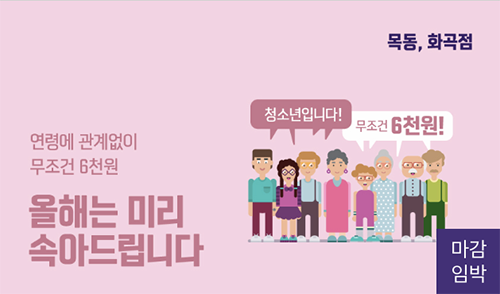 목동, 화곡점
청소년입니다!
무조건 6천원!
연령에 관계없이
무조건 6천원
올해는 미리
속아드립니다
마감
임박